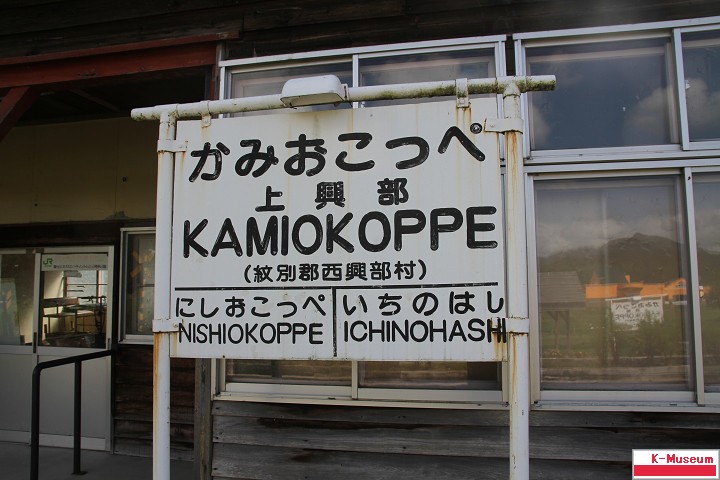 かみおこっぺ
上興部
KAMIOKOPPE
(紋別郡西興部村)
にしおこっぺ いちのはし
NISHIOKOPPE ICHINOHASHI
JR
K-Museum